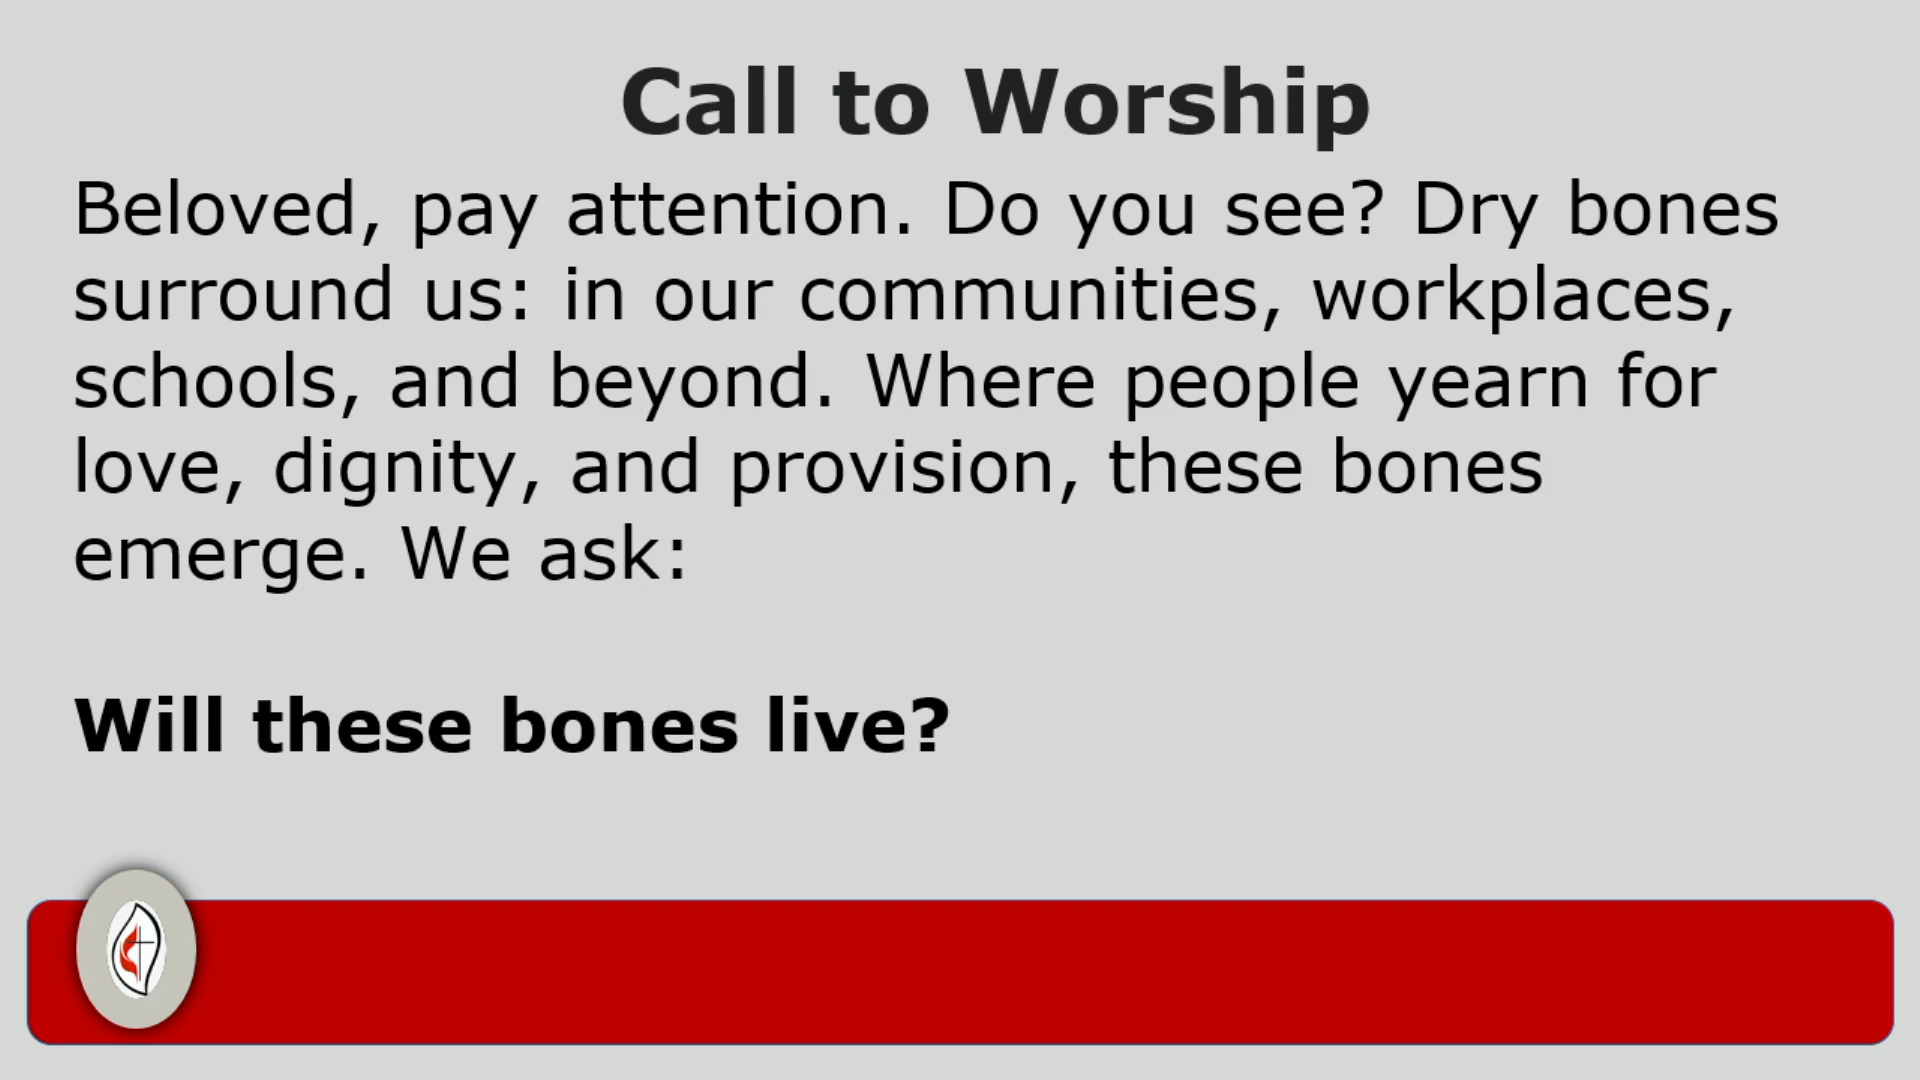 Call to Worship
Beloved, pay attention. Do you see? Dry bones
surround us: in our communities, workplaces,
schools, and beyond. Where people yearn for
love, dignity, and provision, these bones
emerge. We ask:
Will these bones live?